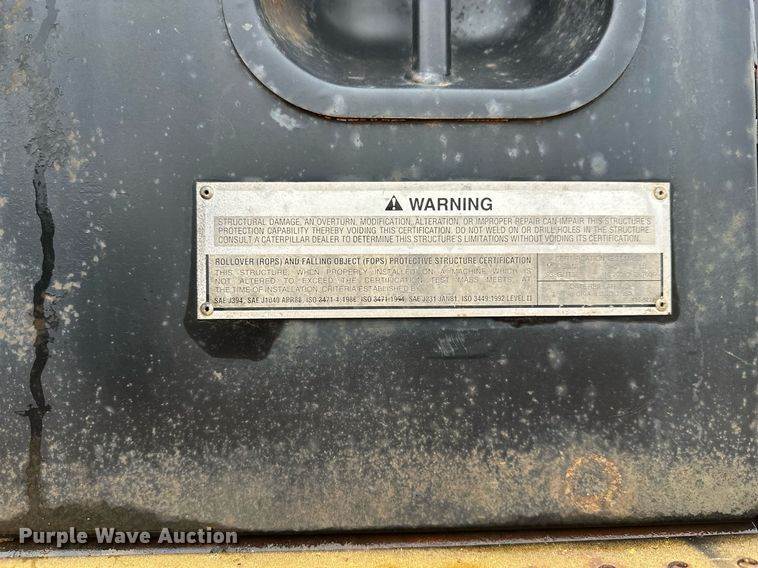 WARNING
STRUCTURAL DAMAGE, AN OVERTURN, MODIFICATION, ALTERATION, OR IMPROPER REPAIR CAN IMPAIR THIS STRUCTURE'S
PROTECTION CAPABILITY THEREBY VOIDING THIS CERTIFICATION. DO NOT WELD ON OR DRILL HOLES IN THE STRUCTURE.
CONSULT A CATERPILLAR DEALER TO DETERMINE THIS STRUCTURE'S LIMITATIONS WITHOUT VOIDING ITS CERTIFICATION.
ROLLOVER (ROPS) AND FALLING OBJECT (FOPS) PROTECTIVE STRUCTURE CERTIFICATION
THIS STRUCTURE, WHEN PROPERLY INSTALLED ON A MACHINE WHICH IS
NOT ALTERED TO EXCEED THE CERTIFICATION TEST MASS MEETS, AT
THE TIME OF INSTALLATION, CRITERIA ESTABLISHED BY:
SAE J394, SAE J1040 APR88, ISO 3471-1:1986, ISO 3471:1994, SAE J231 JAN81, ISO 3449:1992 LEVEL II
Purple Wave Auction